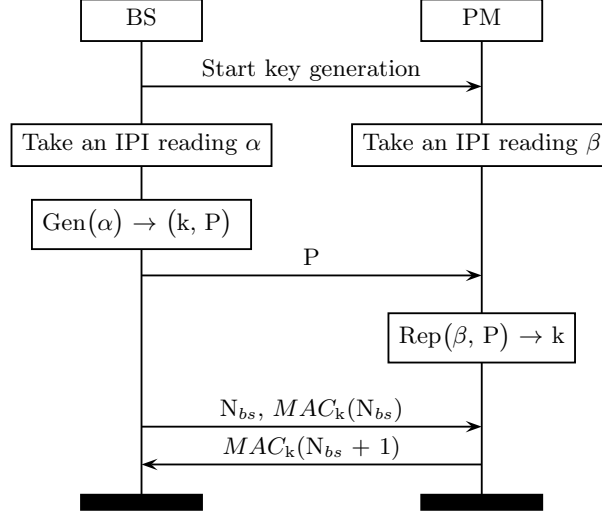 BS PM
Start key generation
Take an IPI reading α Take an IPI reading β
Gen(α) → (k, P)
P
Rep(β, P) → k
N_bs, MAC_k(N_bs)
MAC_k(N_bs + 1)